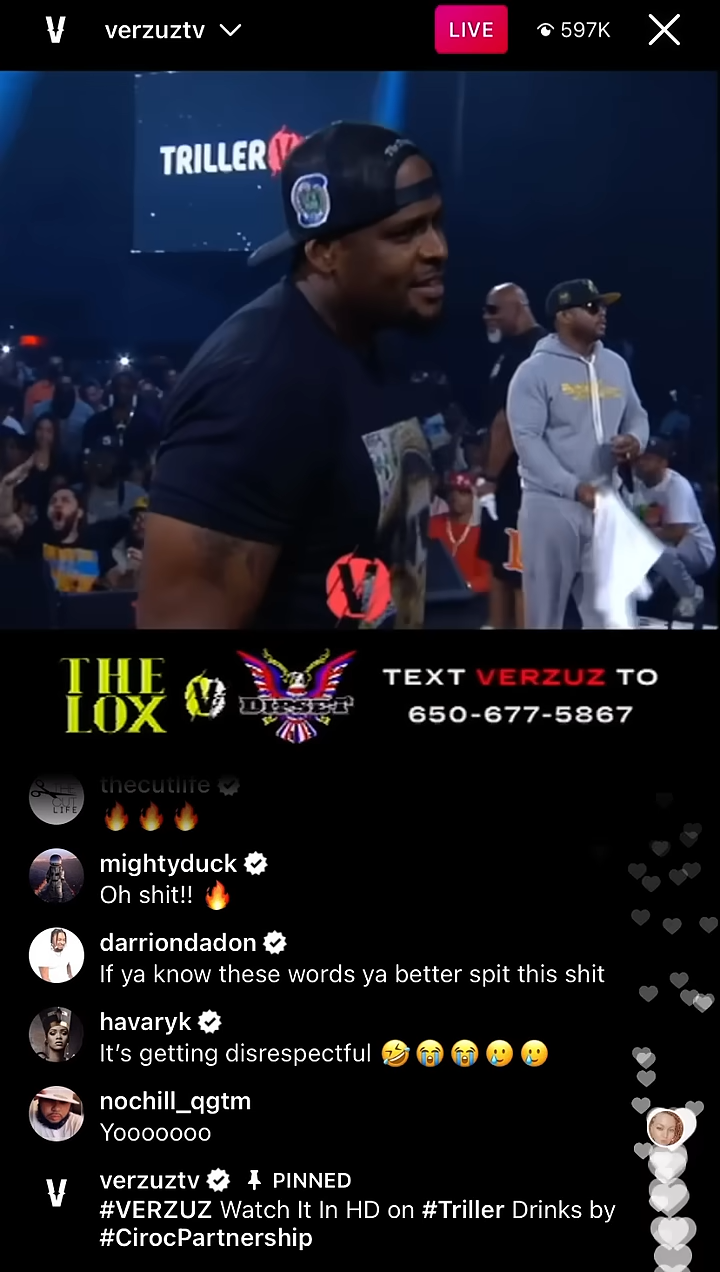 verzuztv
LIVE
597K
TRILLER
THE
LOX
DIPSET
TEXT VERZUZ TO
650-677-5867
thecutlife
🔥🔥🔥
mightyduck
Oh shit!! 🔥
darriondadon
If ya know these words ya better spit this shit
havaryk
It’s getting disrespectful 🤣😭😭🥲🥲
nochill_qgtm
Yooooooo
verzuztv PINNED
#VERZUZ Watch It In HD on #Triller Drinks by
#CirocPartnership